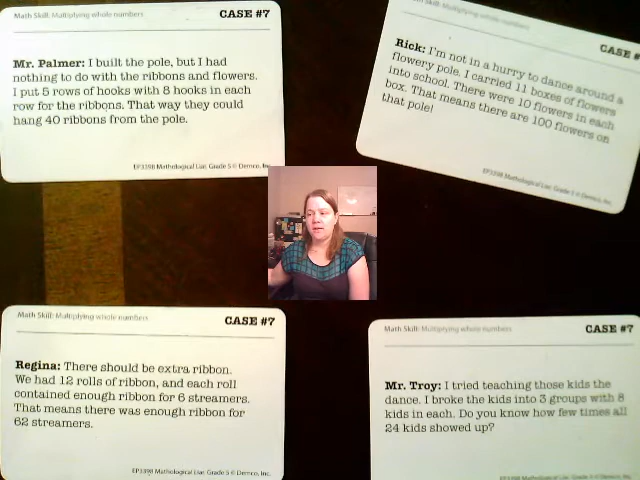 Math Skill: Multiplying whole numbers
CASE #7
Mr. Palmer: I built the pole, but I had
nothing to do with the ribbons and flowers.
I put 5 rows of hooks with 8 hooks in each
row for the ribbons. That way they could
hang 40 ribbons from the pole.
EP3398 Mathological Liar: Grade 5 © Demco, Inc.
Math Skill: Multiplying whole numbers
CASE #
Rick: I'm not in a hurry to dance around a
flowery pole. I carried 11 boxes of flowers
into school. There were 10 flowers in each
box. That means there are 100 flowers on
that pole!
EP3398 Mathological Liar: Grade 5 © Demco, Inc.
Math Skill: Multiplying whole numbers
CASE #7
Regina: There should be extra ribbon.
We had 12 rolls of ribbon, and each roll
contained enough ribbon for 6 streamers.
That means there was enough ribbon for
62 streamers.
EP3398 Mathological Liar: Grade 5 © Demco, Inc.
Math Skill: Multiplying whole numbers
CASE #7
Mr. Troy: I tried teaching those kids the
dance. I broke the kids into 3 groups with 8
kids in each. Do you know how few times all
24 kids showed up?
EP3398 Mathological Liar: Grade 5 © Demco, Inc.